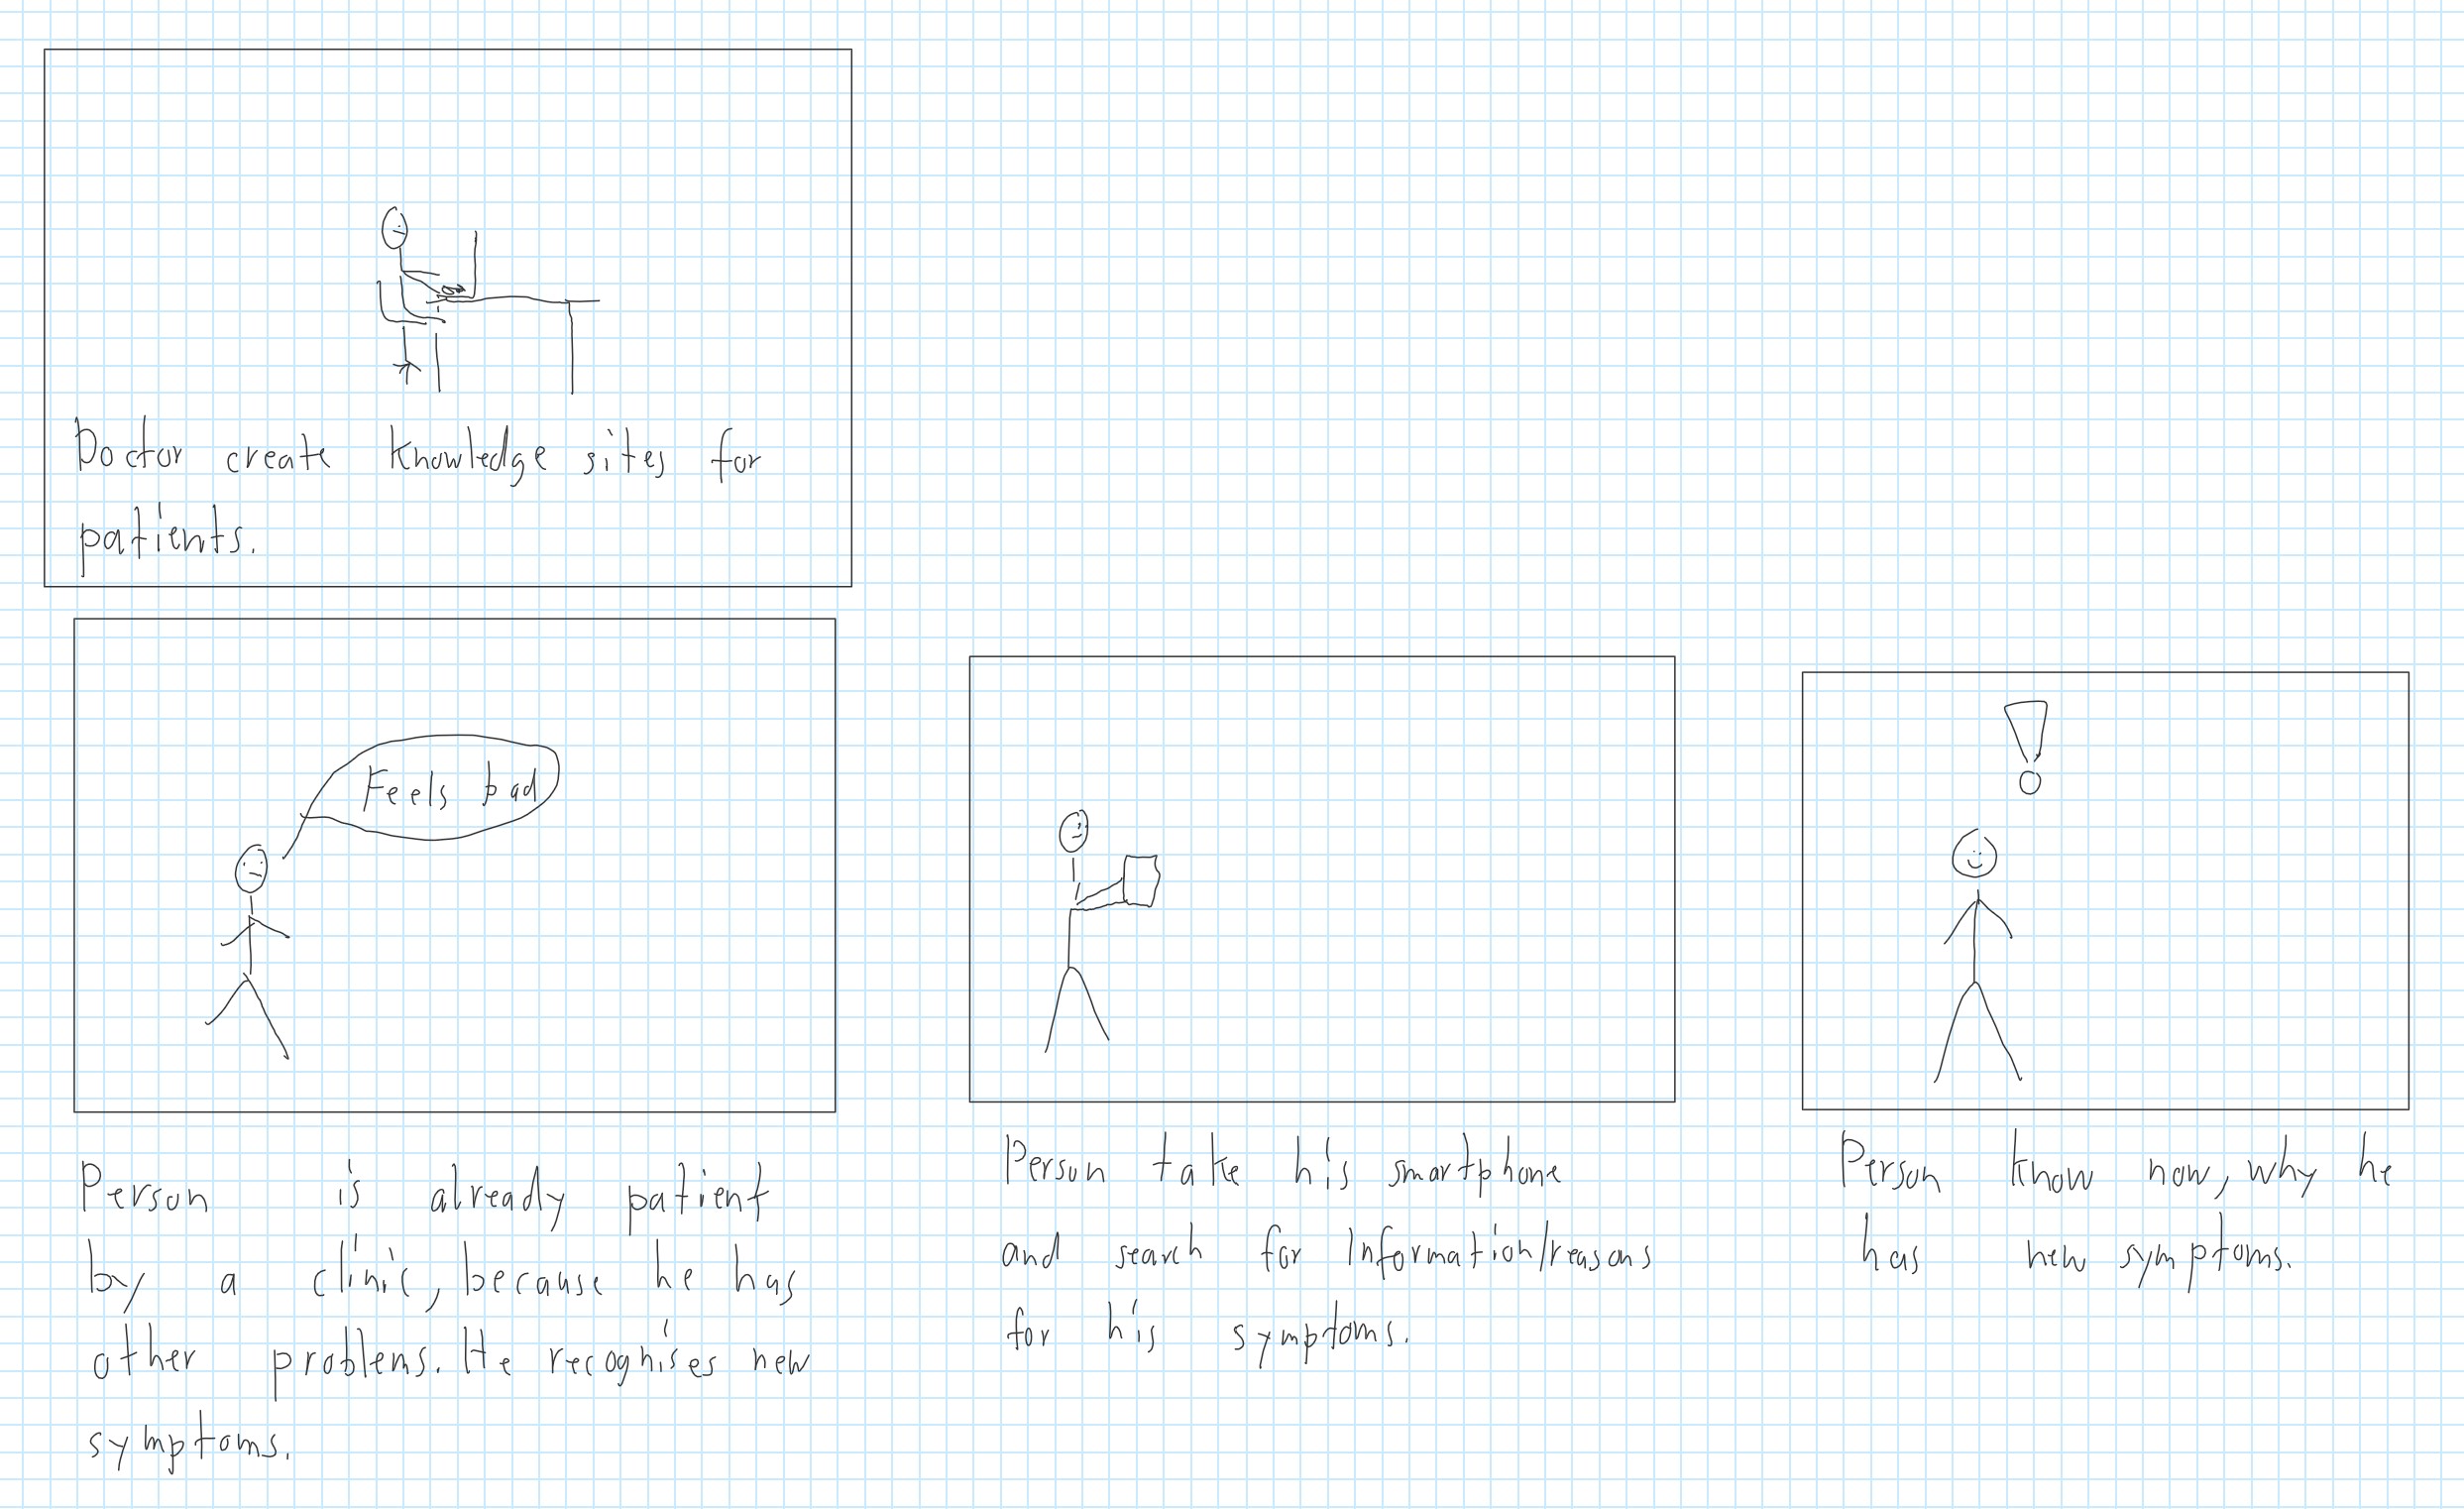 Doctor create knowledge sites for
patients.
Feels bad
Person is already patient
by a clinic, because he has
other problems. He recognises new
symptoms.
Person take his smartphone
and search for Information/reasons
for his symptoms.
Person know now, why he
has new symptoms.